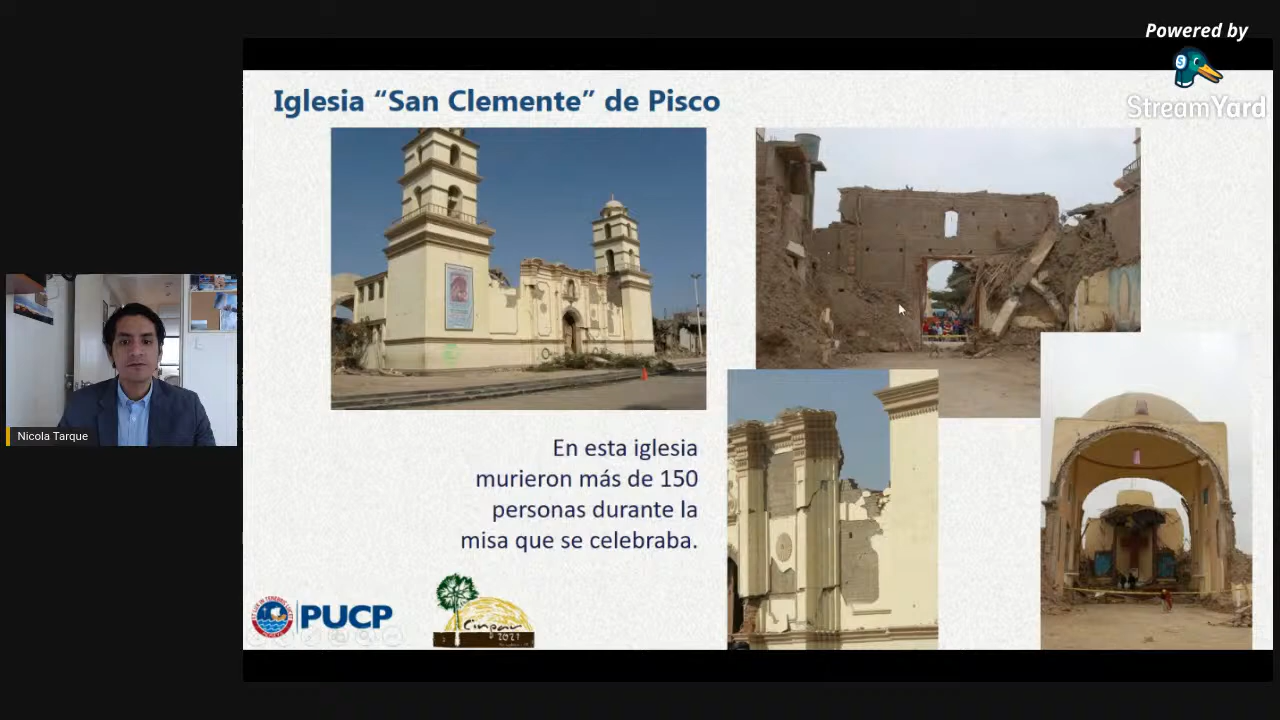 Powered by
StreamYard
Iglesia “San Clemente” de Pisco
Nicola Tarque
En esta iglesia
murieron más de 150
personas durante la
misa que se celebraba.
PUCP
2021